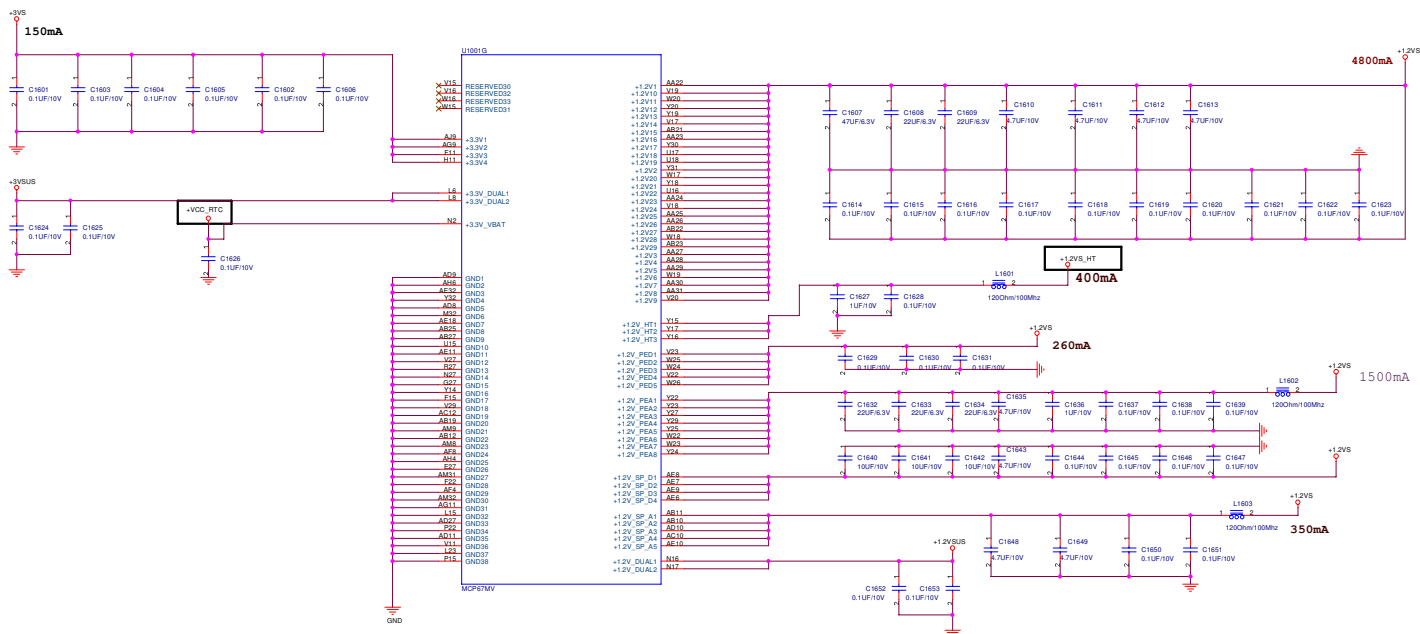 +3VS
150mA
C1601
0.1UF/10V
C1603
0.1UF/10V
C1604
0.1UF/10V
C1605
0.1UF/10V
C1602
0.1UF/10V
C1606
0.1UF/10V
+3VSUS
C1624
0.1UF/10V
C1625
0.1UF/10V
+VCC_RTC
C1626
0.1UF/10V
U1001G
V15 RESERVED30
V16 RESERVED32
W16 RESERVED33
W15 RESERVED31
AJ9 +3.3V1
AG9 +3.3V2
F11 +3.3V3
H11 +3.3V4
L6 +3.3V_DUAL1
L8 +3.3V_DUAL2
N2 +3.3V_VBAT
AD9 GND1
AH6 GND2
AE32 GND3
Y32 GND4
AD8 GND5
M32 GND6
AE18 GND7
AB25 GND8
AB27 GND9
U15 GND10
AE11 GND11
V27 GND12
R27 GND13
N27 GND14
G27 GND15
Y14 GND16
F15 GND17
V29 GND18
AC12 GND19
AB19 GND20
AM9 GND21
AB12 GND22
AM8 GND23
AF8 GND24
AH4 GND25
E27 GND26
AM31 GND27
F22 GND28
AF4 GND29
AM32 GND30
AG11 GND31
L15 GND32
AD27 GND33
P22 GND34
AD11 GND35
V11 GND36
L23 GND37
P15 GND38
GND
MCP67MV
+1.2V1 AA22
+1.2V10 V19
+1.2V11 W20
+1.2V12 Y20
+1.2V13 Y19
+1.2V14 V17
+1.2V15 AB21
+1.2V16 AA23
+1.2V17 Y30
+1.2V18 U17
+1.2V19 U18
+1.2V2 Y31
+1.2V20 W17
+1.2V21 Y18
+1.2V22 U16
+1.2V23 AA24
+1.2V24 V18
+1.2V25 AA25
+1.2V26 AA26
+1.2V27 AB22
+1.2V28 W18
+1.2V29 AB23
+1.2V3 AA27
+1.2V4 AA28
+1.2V5 AA29
+1.2V6 W19
+1.2V7 AA30
+1.2V8 AA31
+1.2V9 V20
+1.2V_HT1 Y15
+1.2V_HT2 Y17
+1.2V_HT3 Y16
+1.2V_PED1 V23
+1.2V_PED2 W25
+1.2V_PED3 W24
+1.2V_PED4 V22
+1.2V_PED5 W26
+1.2V_PEA1 Y22
+1.2V_PEA2 Y23
+1.2V_PEA3 Y27
+1.2V_PEA4 Y29
+1.2V_PEA5 Y25
+1.2V_PEA6 W22
+1.2V_PEA7 W23
+1.2V_PEA8 Y24
+1.2V_SP_D1 AE8
+1.2V_SP_D2 AE7
+1.2V_SP_D3 AE9
+1.2V_SP_D4 AE6
+1.2V_SP_A1 AB11
+1.2V_SP_A2 AB10
+1.2V_SP_A3 AD10
+1.2V_SP_A4 AC10
+1.2V_SP_A5 AE10
+1.2V_DUAL1 N16
+1.2V_DUAL2 N17
+1.2VS
4800mA
C1607
47UF/6.3V
C1608
22UF/6.3V
C1609
22UF/6.3V
C1610
4.7UF/10V
C1611
4.7UF/10V
C1612
4.7UF/10V
C1613
4.7UF/10V
C1614
0.1UF/10V
C1615
0.1UF/10V
C1616
0.1UF/10V
C1617
0.1UF/10V
C1618
0.1UF/10V
C1619
0.1UF/10V
C1620
0.1UF/10V
C1621
0.1UF/10V
C1622
0.1UF/10V
C1623
0.1UF/10V
+1.2VS_HT
400mA
L1601
120Ohm/100Mhz
C1627
1UF/10V
C1628
0.1UF/10V
+1.2VS
260mA
C1629
0.1UF/10V
C1630
0.1UF/10V
C1631
0.1UF/10V
+1.2VS
1500mA
L1602
120Ohm/100Mhz
C1632
22UF/6.3V
C1633
22UF/6.3V
C1634
22UF/6.3V
C1635
4.7UF/10V
C1636
1UF/10V
C1637
0.1UF/10V
C1638
0.1UF/10V
C1639
0.1UF/10V
+1.2VS
C1640
10UF/10V
C1641
10UF/10V
C1642
10UF/10V
C1643
4.7UF/10V
C1644
0.1UF/10V
C1645
0.1UF/10V
C1646
0.1UF/10V
C1647
0.1UF/10V
+1.2VS
350mA
L1603
120Ohm/100Mhz
C1648
4.7UF/10V
C1649
4.7UF/10V
C1650
0.1UF/10V
C1651
0.1UF/10V
+1.2VSUS
C1652
0.1UF/10V
C1653
0.1UF/10V